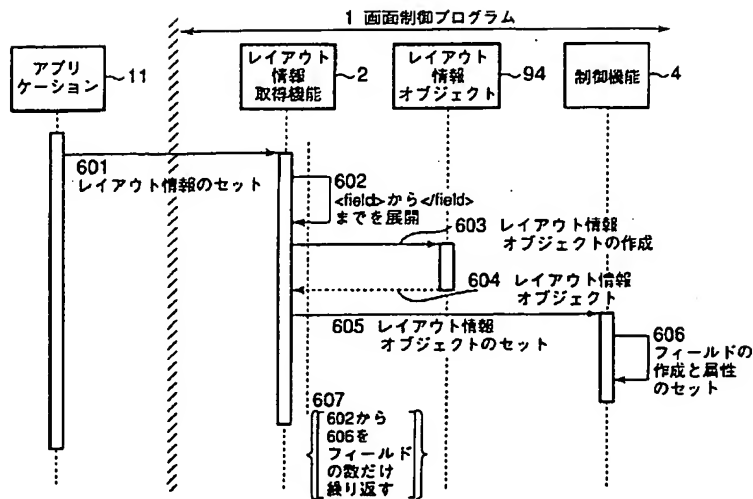 1 画面制御プログラム
アプリ
ケーション
11
レイアウト
情報
取得機能
2
レイアウト
情報
オブジェクト
94
制御機能
4
601
レイアウト情報のセット
602
<field>から</field>
までを展開
603 レイアウト情報
オブジェクトの作成
604 レイアウト情報
オブジェクト
605 レイアウト情報
オブジェクトのセット
606
フィールドの
作成と属性
のセット
607
602から
606を
フィールド
の数だけ
繰り返す